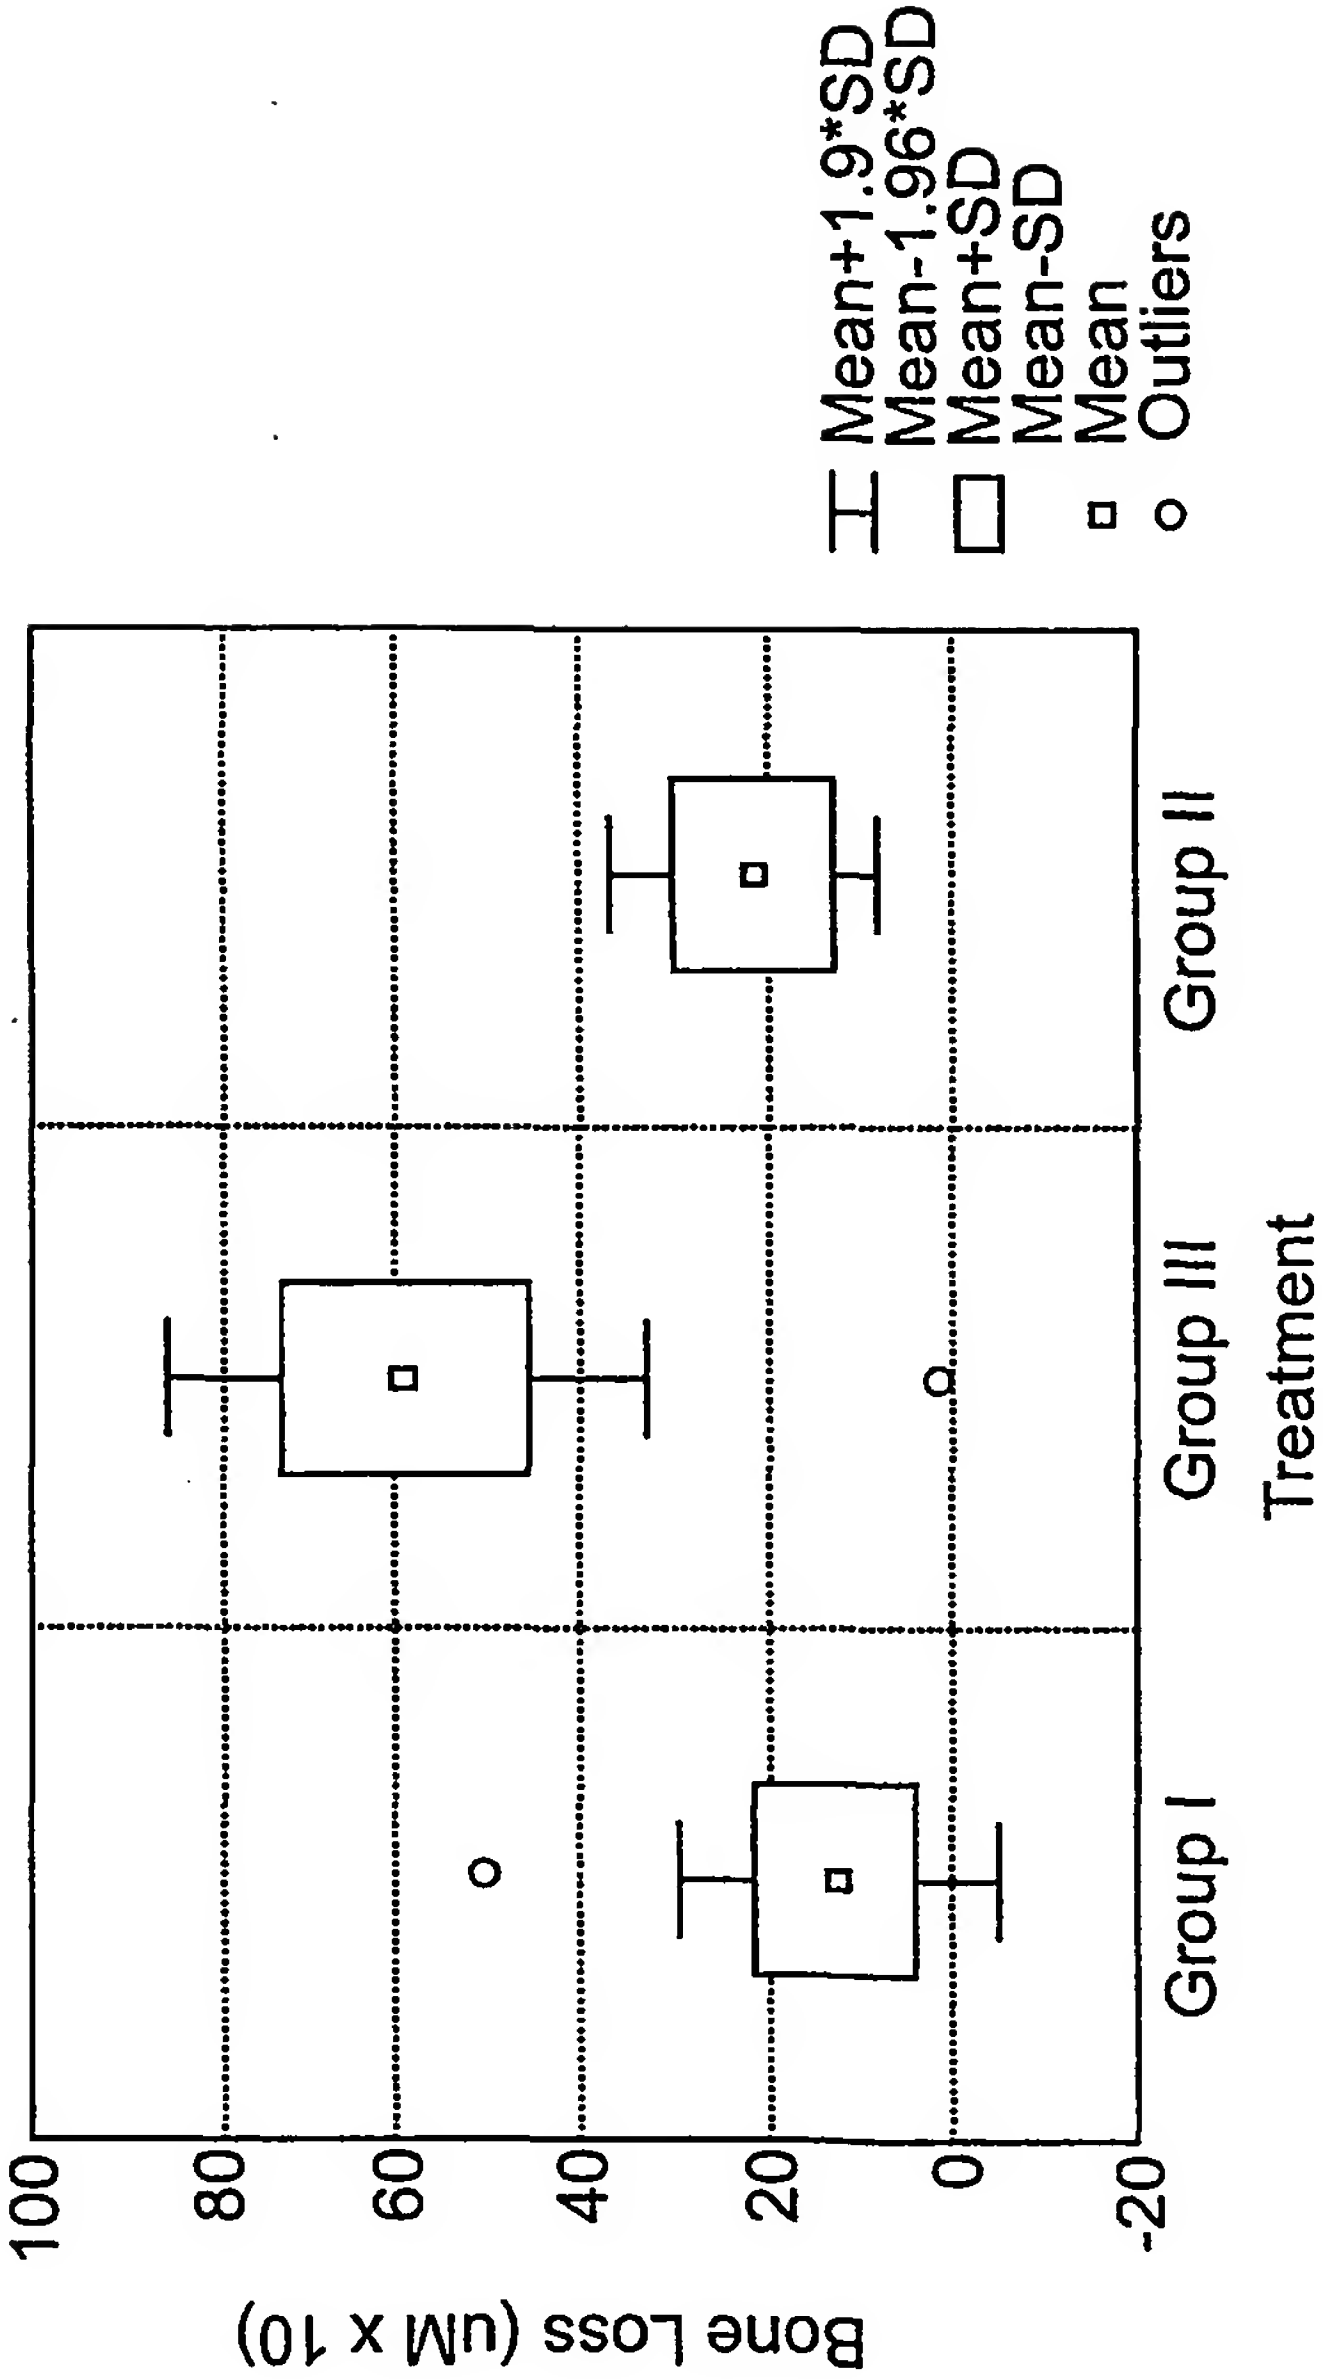 Bone Loss (uM x 10)
100
80
60
40
20
0
-20
Group I
Group III
Group II
Treatment
Mean+1.9*SD
Mean-1.96*SD
Mean+SD
Mean-SD
Mean
Outliers